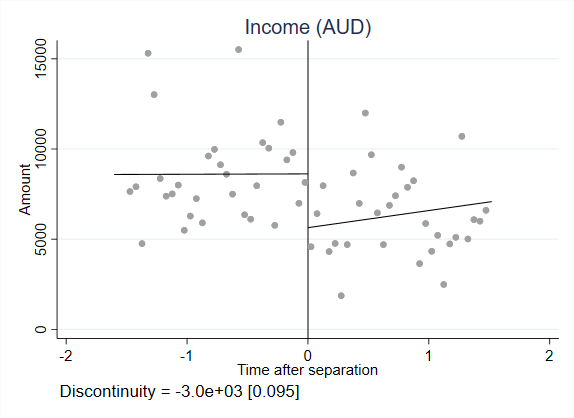 Income (AUD)
15000
10000
5000
0
Amount
-2 -1 0 1 2
Time after separation
Discontinuity = -3.0e+03 [0.095]